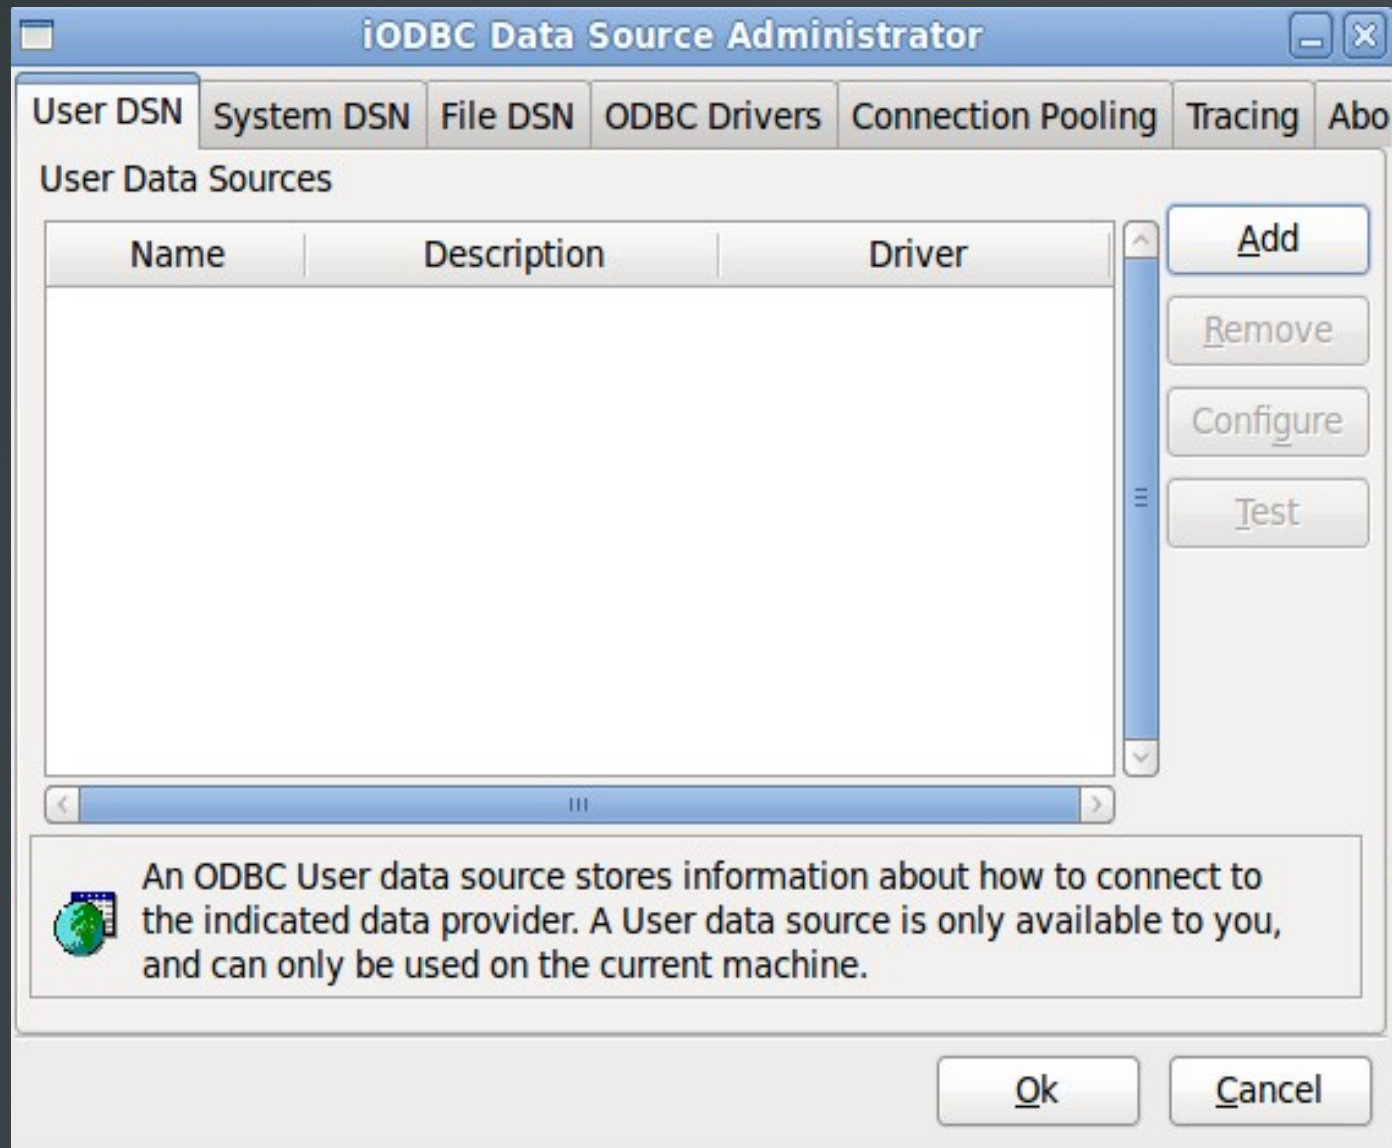 iODBC Data Source Administrator
User DSN System DSN File DSN ODBC Drivers Connection Pooling Tracing Abo
User Data Sources
Name Description Driver
Add
Remove
Configure
Test
An ODBC User data source stores information about how to connect to
the indicated data provider. A User data source is only available to you,
and can only be used on the current machine.
Ok Cancel